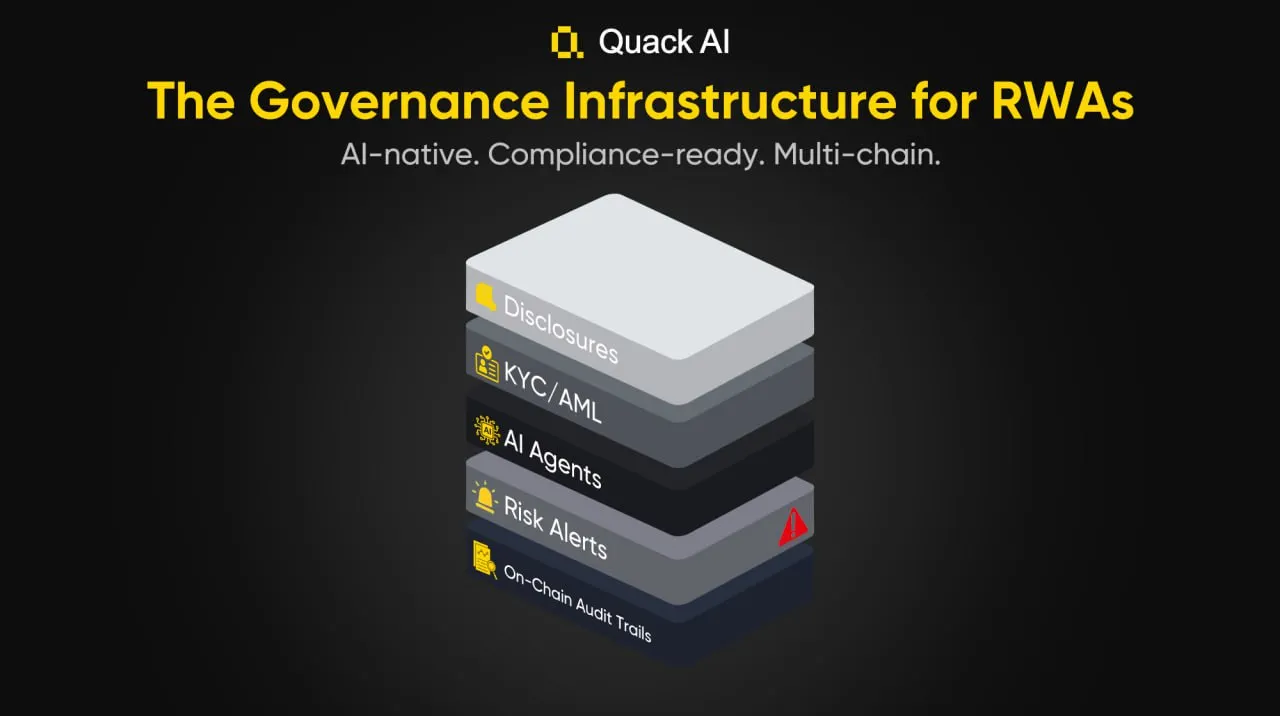 Quack AI
The Governance Infrastructure for RWAs
AI-native. Compliance-ready. Multi-chain.
Disclosures
KYC/AML
AI
AI Agents
Risk Alerts
On-Chain Audit Trails